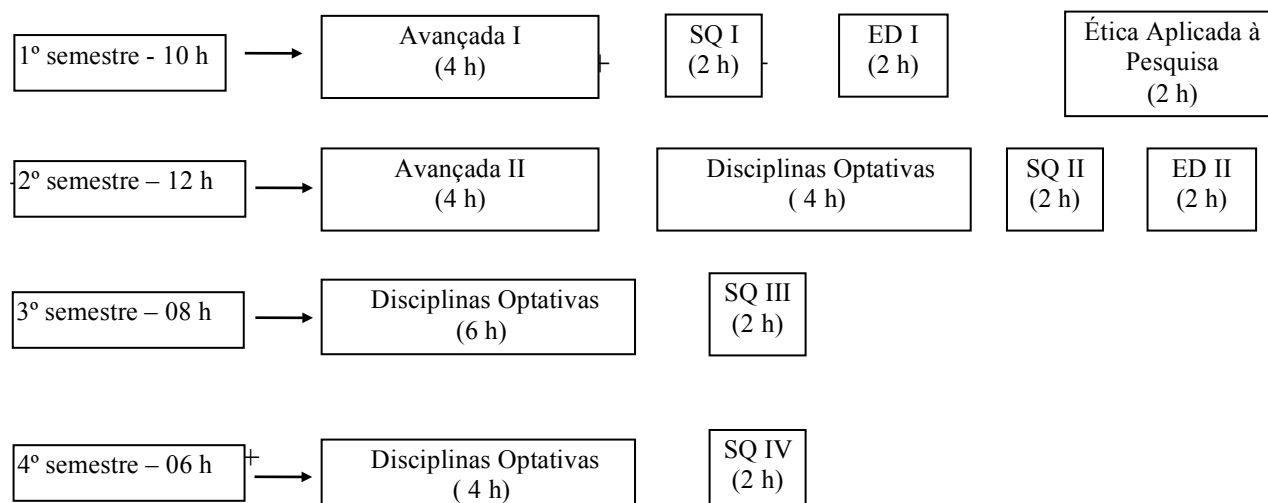 1º semestre - 10 h
Avançada I
(4 h)
SQ I
(2 h)
ED I
(2 h)
Ética Aplicada à
Pesquisa
(2 h)
2º semestre – 12 h
Avançada II
(4 h)
Disciplinas Optativas
( 4 h)
SQ II
(2 h)
ED II
(2 h)
3º semestre – 08 h
Disciplinas Optativas
(6 h)
SQ III
(2 h)
4º semestre – 06 h
Disciplinas Optativas
( 4 h)
SQ IV
(2 h)